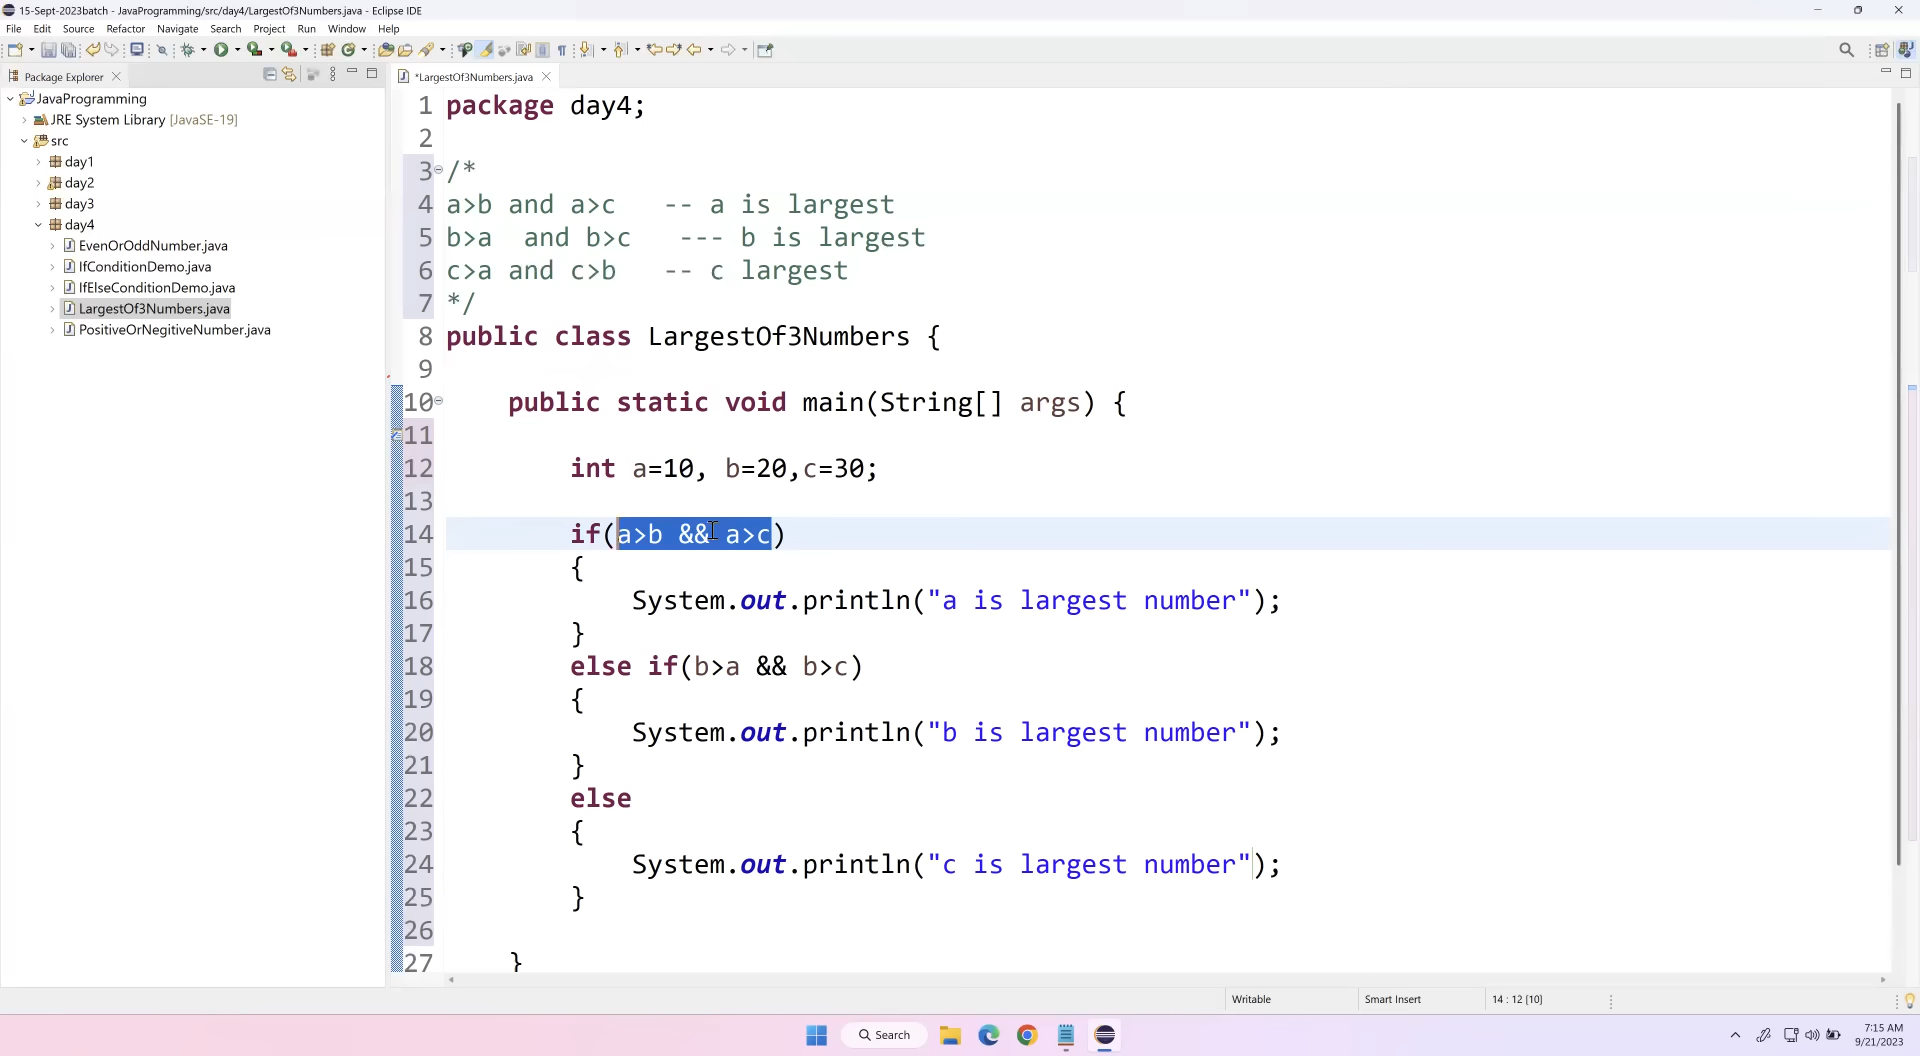 15-Sept-2023batch - JavaProgramming/src/day4/LargestOf3Numbers.java - Eclipse IDE
File Edit Source Refactor Navigate Search Project Run Window Help
Package Explorer
JavaProgramming
JRE System Library [JavaSE-19]
src
day1
day2
day3
day4
EvenOrOddNumber.java
IfConditionDemo.java
IfElseConditionDemo.java
LargestOf3Numbers.java
PositiveOrNegitiveNumber.java
*LargestOf3Numbers.java
1 package day4;
2
3 /*
4 a>b and a>c   -- a is largest
5 b>a  and b>c   --- b is largest
6 c>a and c>b   -- c largest
7 */
8 public class LargestOf3Numbers {
9
10     public static void main(String[] args) {
11
12         int a=10, b=20,c=30;
13
14         if(a>b && a>c)
15         {
16             System.out.println("a is largest number");
17         }
18         else if(b>a && b>c)
19         {
20             System.out.println("b is largest number");
21         }
22         else
23         {
24             System.out.println("c is largest number");
25         }
26
27     }
Writable Smart Insert 14 : 12 [10]
Search
7:15 AM
9/21/2023